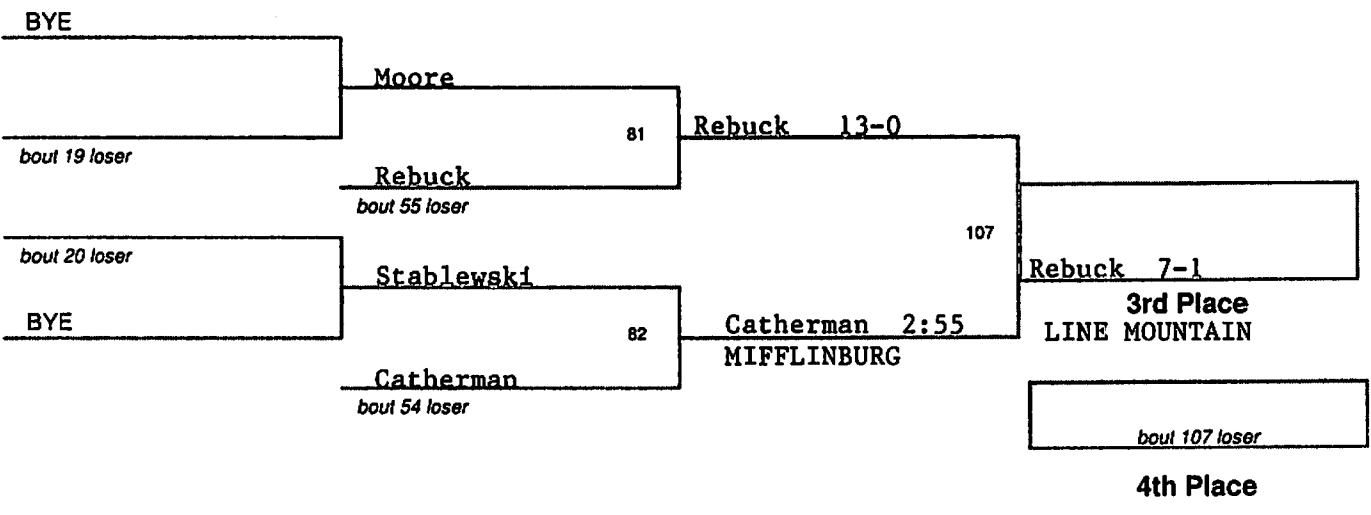 BYE
Moore
81
Rebuck 13-0
bout 19 loser
Rebuck
bout 55 loser
107
bout 20 loser
Stablewski
Rebuck 7-1
3rd Place
LINE MOUNTAIN
BYE
82
Catherman 2:55
MIFFLINBURG
Catherman
bout 54 loser
bout 107 loser
4th Place